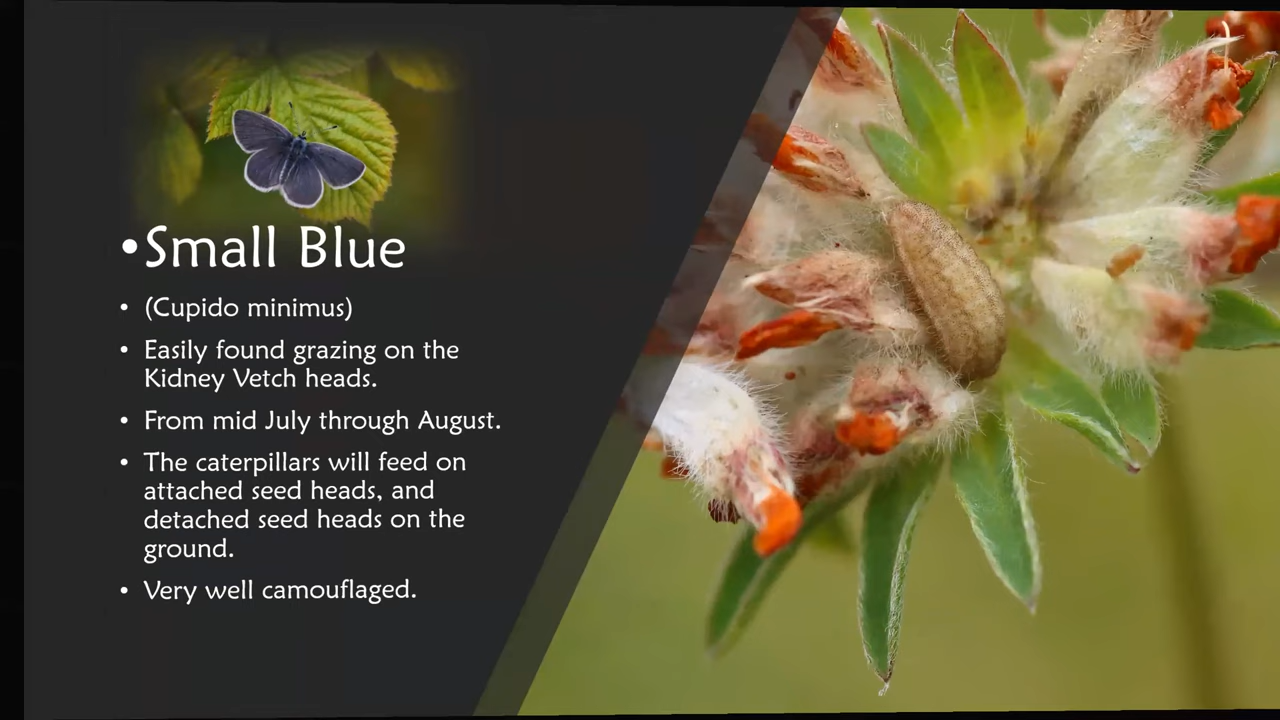 •Small Blue
• (Cupido minimus)
• Easily found grazing on the
Kidney Vetch heads.
• From mid July through August.
• The caterpillars will feed on
attached seed heads, and
detached seed heads on the
ground.
• Very well camouflaged.